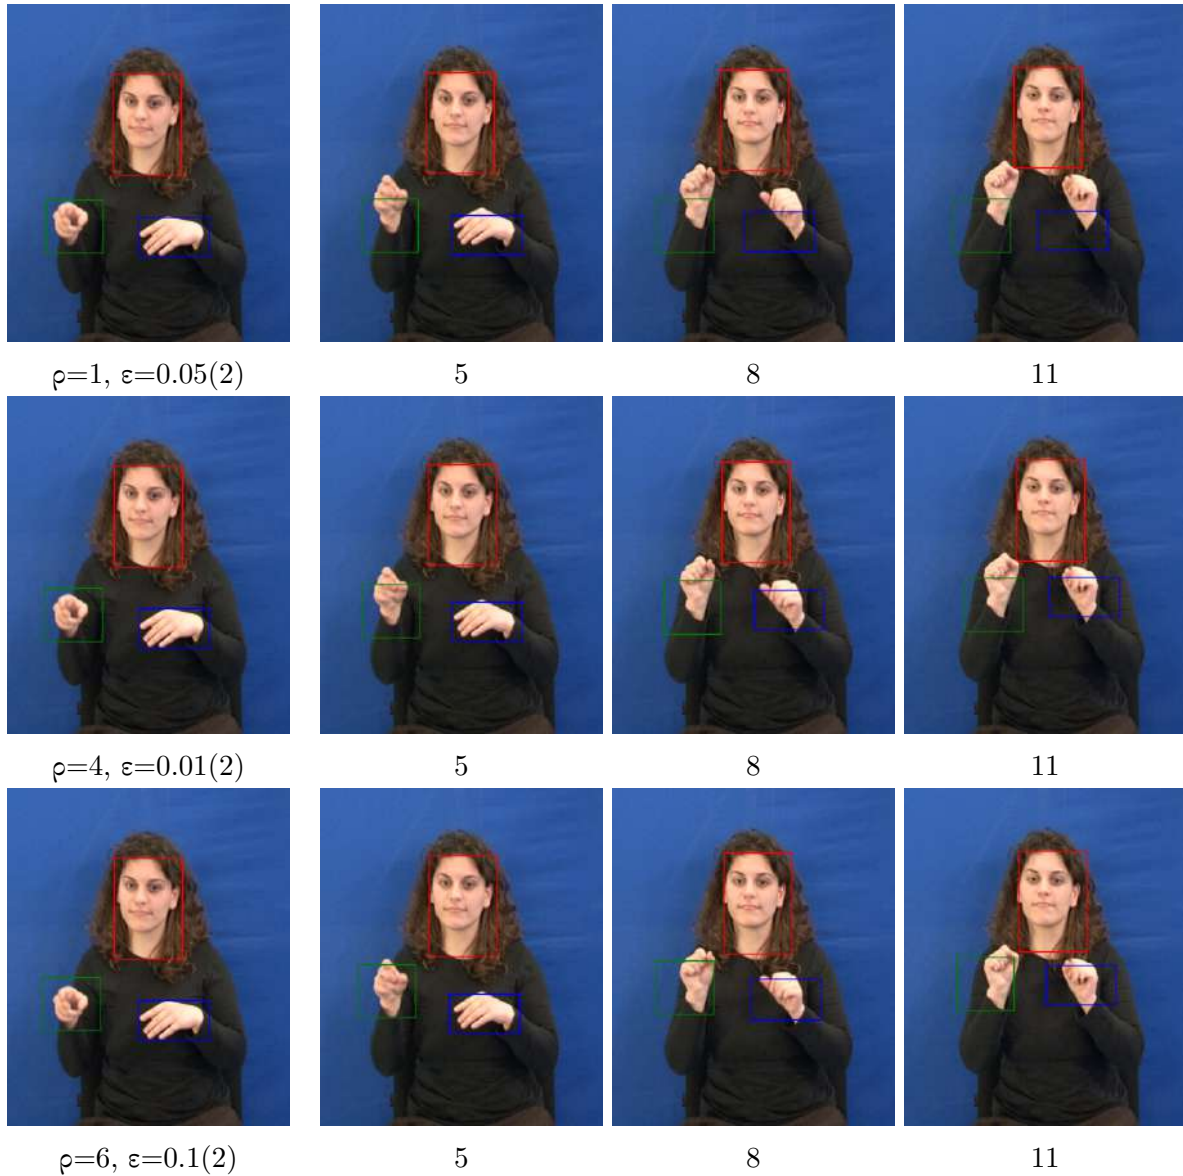 ρ=1, ε=0.05(2) 5 8 11
ρ=4, ε=0.01(2) 5 8 11
ρ=6, ε=0.1(2) 5 8 11